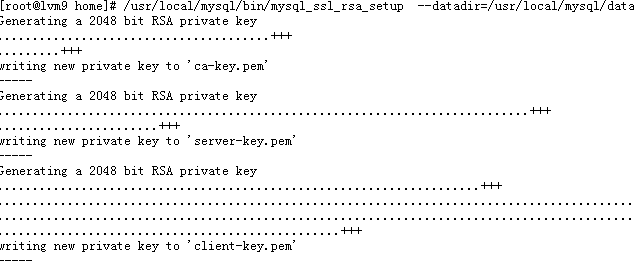 [root@lvm9 home]# /usr/local/mysql/bin/mysql_ssl_rsa_setup  --datadir=/usr/local/mysql/data
Generating a 2048 bit RSA private key
.....................................+++
.........+++
writing new private key to 'ca-key.pem'
-----
Generating a 2048 bit RSA private key
.........................................................................+++
......................+++
writing new private key to 'server-key.pem'
-----
Generating a 2048 bit RSA private key
..................................................................+++
.......................................................................................
.......................................................................................
...............................................+++
writing new private key to 'client-key.pem'
-----